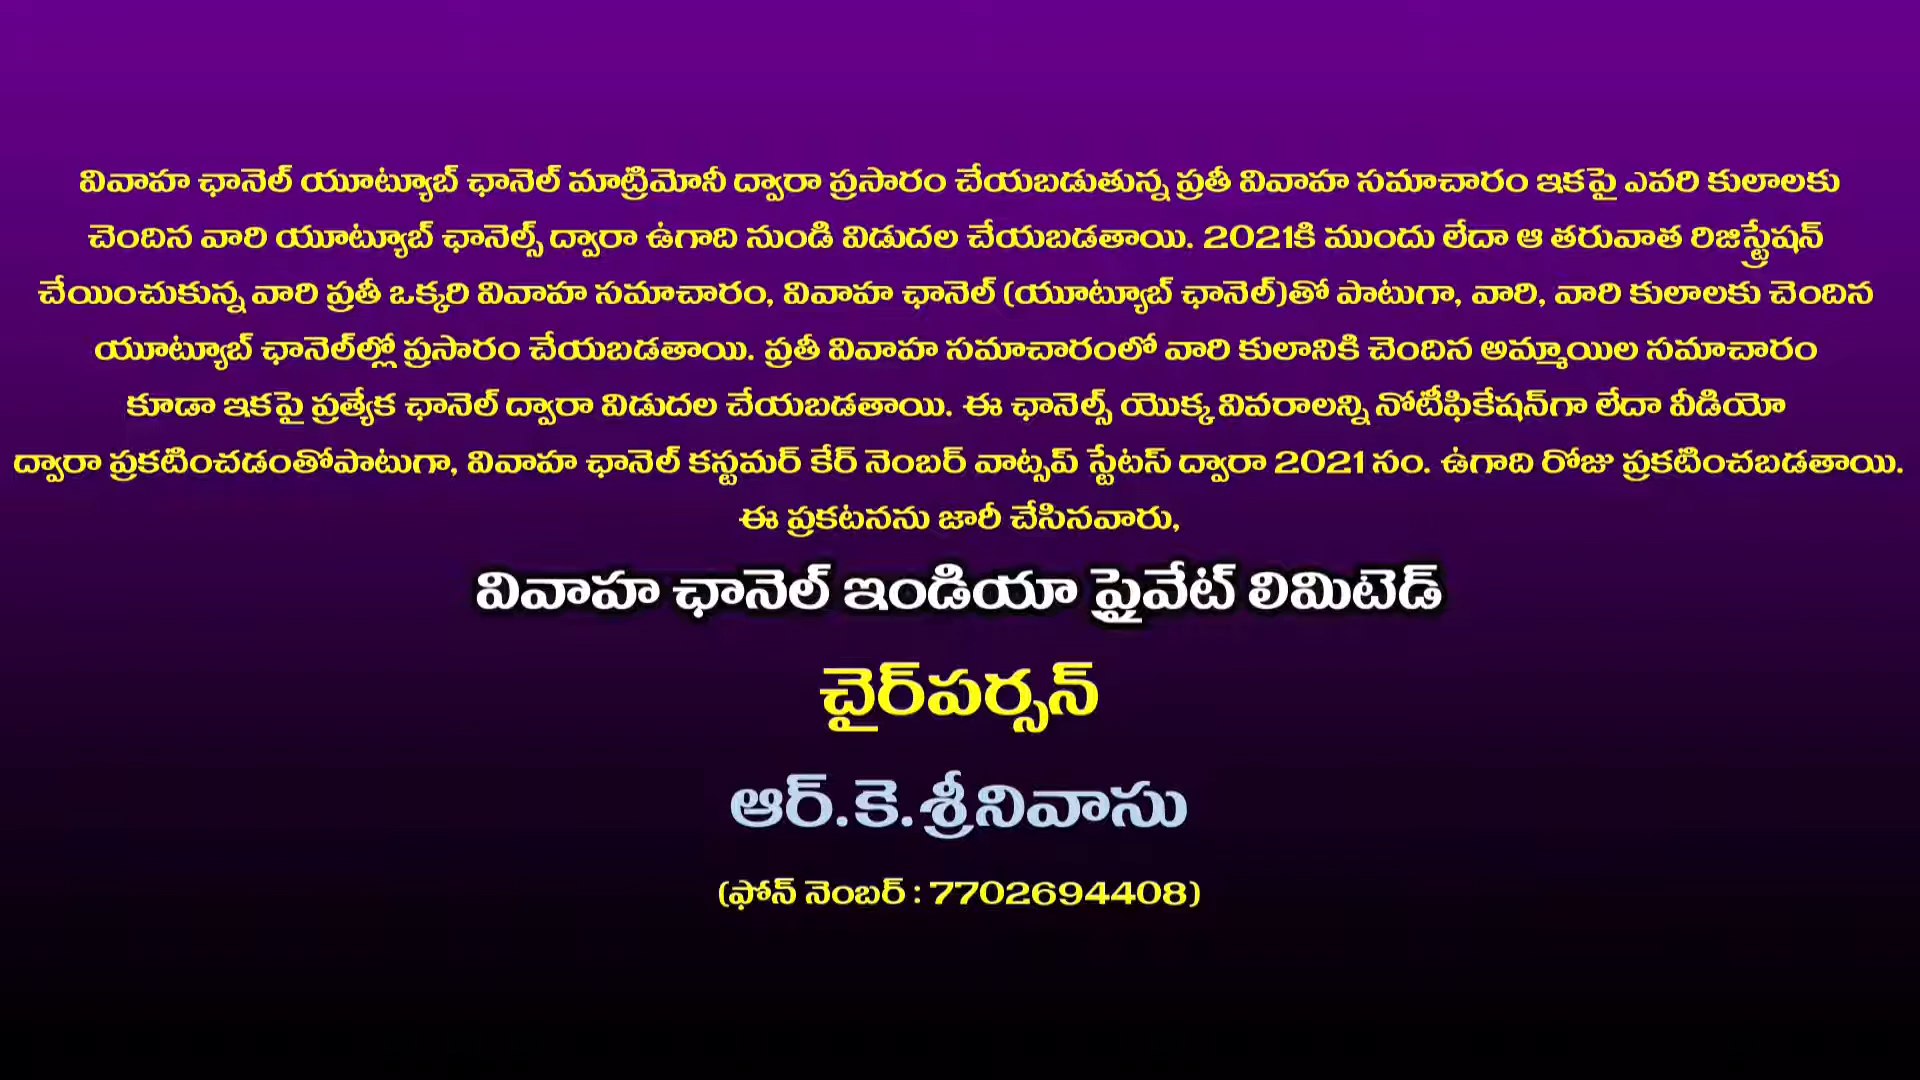 వివాహ ఛానెల్ యూట్యూబ్ ఛానెల్ మాట్రిమోనీ ద్వారా ప్రసారం చేయబడుతున్న ప్రతీ వివాహ సమాచారం ఇకపై ఎవరి కులాలకు
చెందిన వారి యూట్యూబ్ ఛానెల్స్ ద్వారా ఉగాది నుండి విడుదల చేయబడతాయి. 2021కి ముందు లేదా ఆ తరువాత రిజిస్ట్రేషన్
చేయించుకున్న వారి ప్రతీ ఒక్కరి వివాహ సమాచారం, వివాహ ఛానెల్ (యూట్యూబ్ ఛానెల్)తో పాటుగా, వారి, వారి కులాలకు చెందిన
యూట్యూబ్ ఛానెల్‌ల్లో ప్రసారం చేయబడతాయి. ప్రతీ వివాహ సమాచారంలో వారి కులానికి చెందిన అమ్మాయిల సమాచారం
కూడా ఇకపై ప్రత్యేక ఛానెల్ ద్వారా విడుదల చేయబడతాయి. ఈ ఛానెల్స్ యొక్క వివరాలన్ని నోటీఫికేషన్‌గా లేదా వీడియో
ద్వారా ప్రకటించడంతోపాటుగా, వివాహ ఛానెల్ కస్టమర్ కేర్ నెంబర్ వాట్సప్ స్టేటస్ ద్వారా 2021 సం. ఉగాది రోజు ప్రకటించబడతాయి.
ఈ ప్రకటనను జారీ చేసినవారు,
వివాహ ఛానెల్ ఇండియా ప్రైవేట్ లిమిటెడ్
చైర్‌పర్సన్
ఆర్.కె.శ్రీనివాసు
(ఫోన్ నెంబర్ : 7702694408)